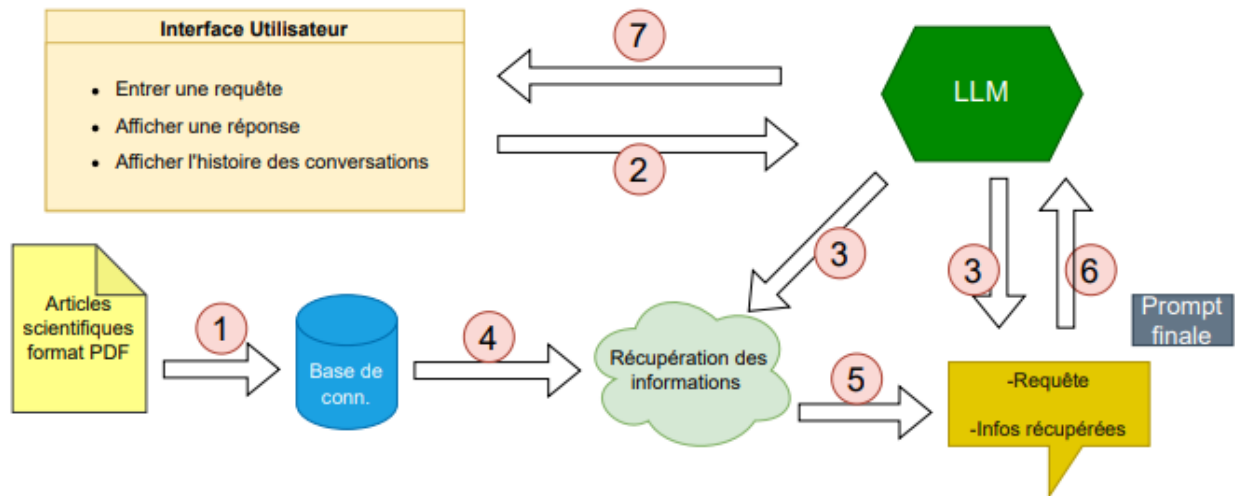 Interface Utilisateur
• Entrer une requête
• Afficher une réponse
• Afficher l'histoire des conversations
7
2
LLM
3
3
6
Prompt
finale
Articles
scientifiques
format PDF
1
Base de
conn.
4
Récupération des
informations
5
-Requête
-Infos récupérées